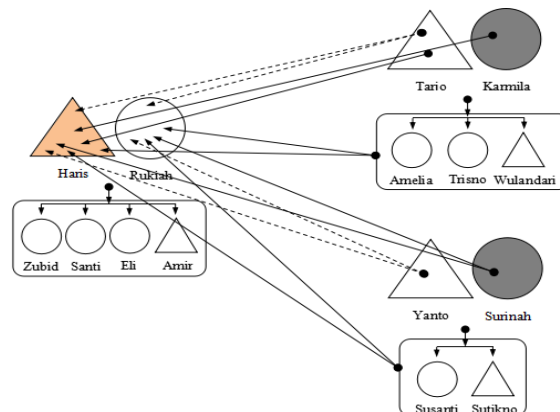 Tario Karmila
Haris Rukiah
Amelia Trisno Wulandari
Zubid Santi Eli Amir
Yanto Surinah
Susanti Sutikno